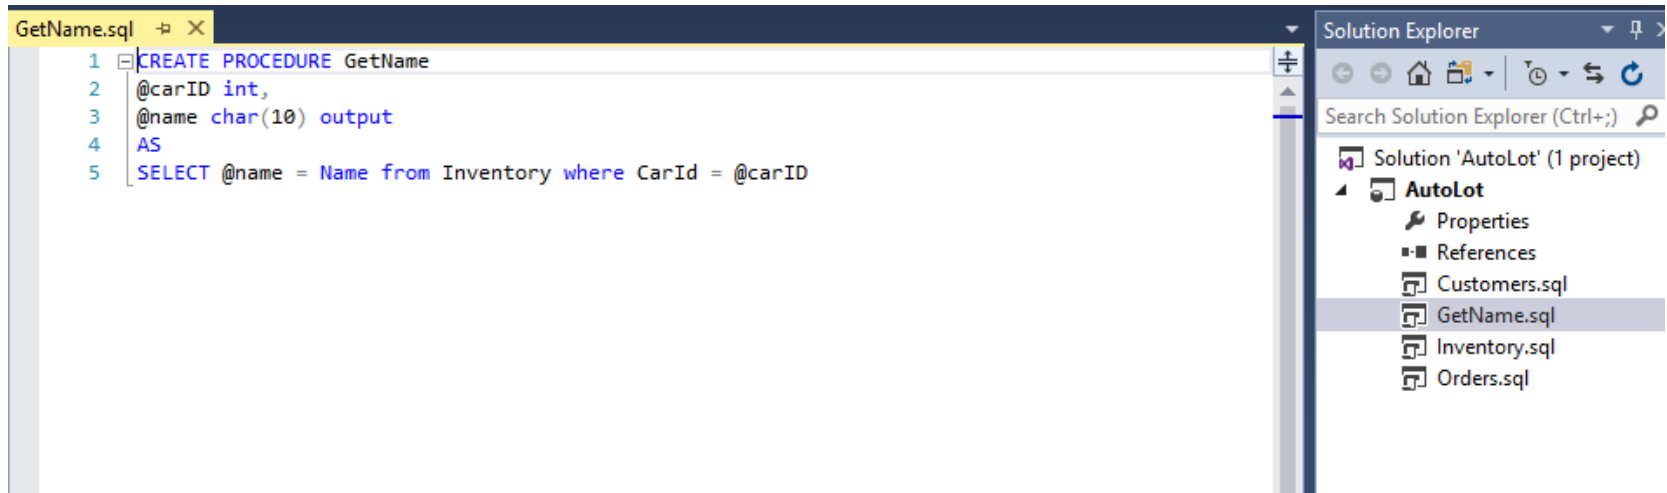 GetName.sql
1 CREATE PROCEDURE GetName
2 @carID int,
3 @name char(10) output
4 AS
5 SELECT @name = Name from Inventory where CarId = @carID
Solution Explorer
Search Solution Explorer (Ctrl+;)
Solution 'AutoLot' (1 project)
AutoLot
Properties
References
Customers.sql
GetName.sql
Inventory.sql
Orders.sql